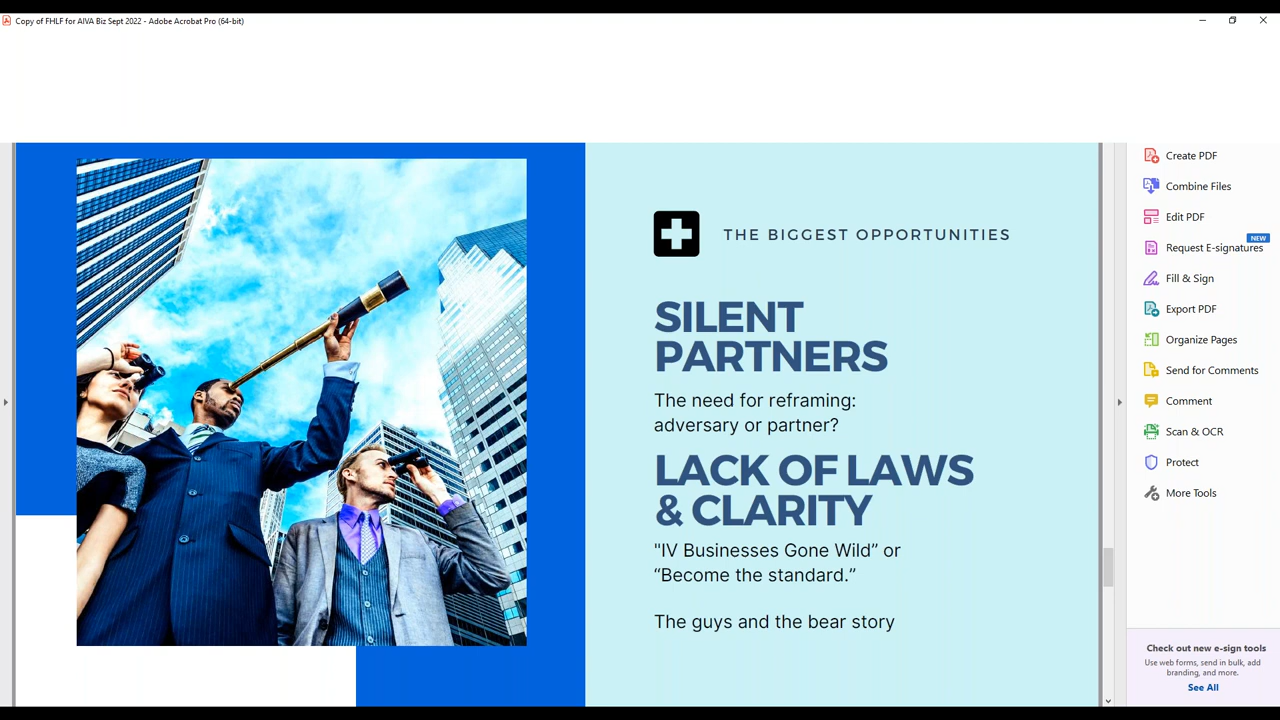 Copy of FHLF for AIVA Biz Sept 2022 - Adobe Acrobat Pro (64-bit)
THE BIGGEST OPPORTUNITIES
SILENT
PARTNERS
The need for reframing:
adversary or partner?
LACK OF LAWS
& CLARITY
"IV Businesses Gone Wild” or
“Become the standard.”
The guys and the bear story
Create PDF
Combine Files
Edit PDF
NEW
Request E-signatures
Fill & Sign
Export PDF
Organize Pages
Send for Comments
Comment
Scan & OCR
Protect
More Tools
Check out new e-sign tools
Use web forms, send in bulk, add
branding, and more.
See All